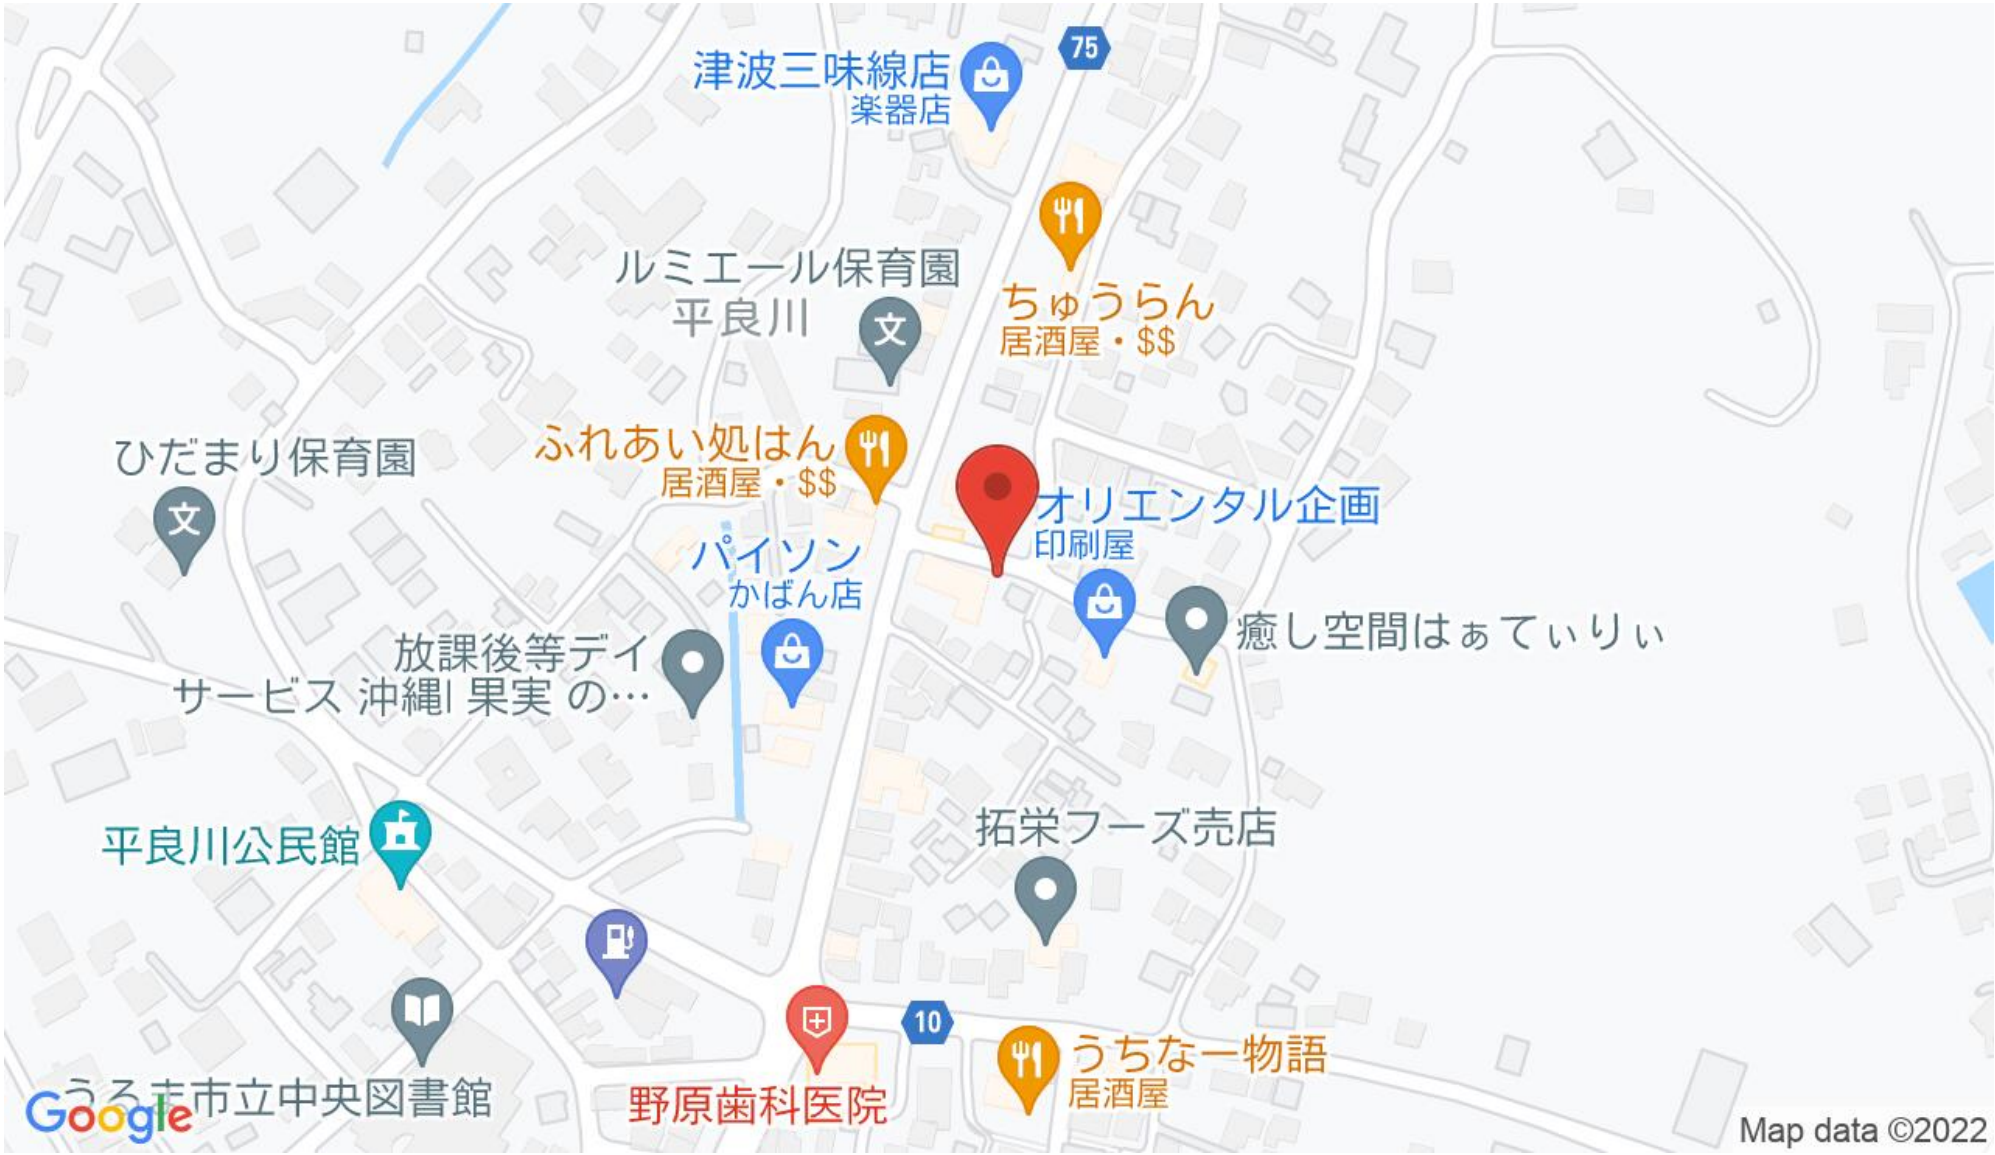 75
津波三味線店
楽器店
ルミエール保育園
平良川
文
ちゅうらん
居酒屋・$$
ふれあい処はん
居酒屋・$$
ひだまり保育園
文
オリエンタル企画
印刷屋
パイソン
かばん店
癒し空間はぁてぃりぃ
放課後等デイ
サービス 沖縄| 果実 の…
拓栄フーズ売店
平良川公民館
10
うちなー物語
居酒屋
野原歯科医院
うるま市立中央図書館
Google
Map data ©2022